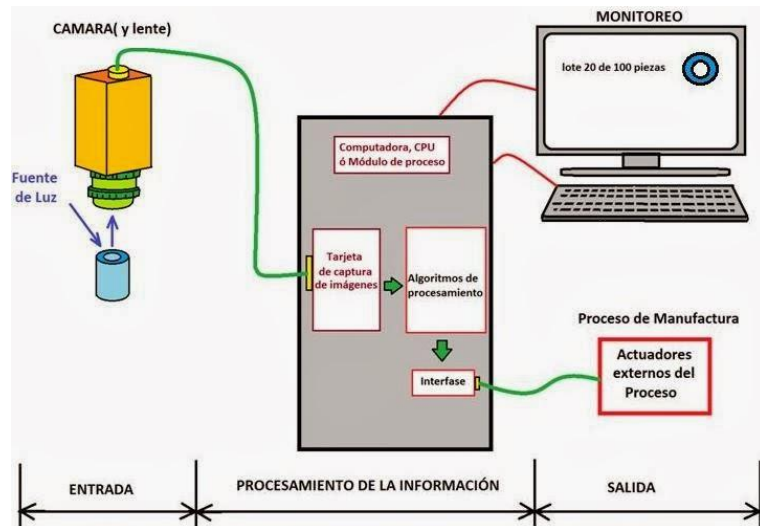 CAMARA( y lente)
MONITOREO
lote 20 de 100 piezas
Computadora, CPU
ó Módulo de proceso
Fuente
de Luz
Tarjeta
de captura
de imágenes
Algoritmos de
procesamiento
Interfase
Proceso de Manufactura
Actuadores
externos del
Proceso
ENTRADA
PROCESAMIENTO DE LA INFORMACIÓN
SALIDA